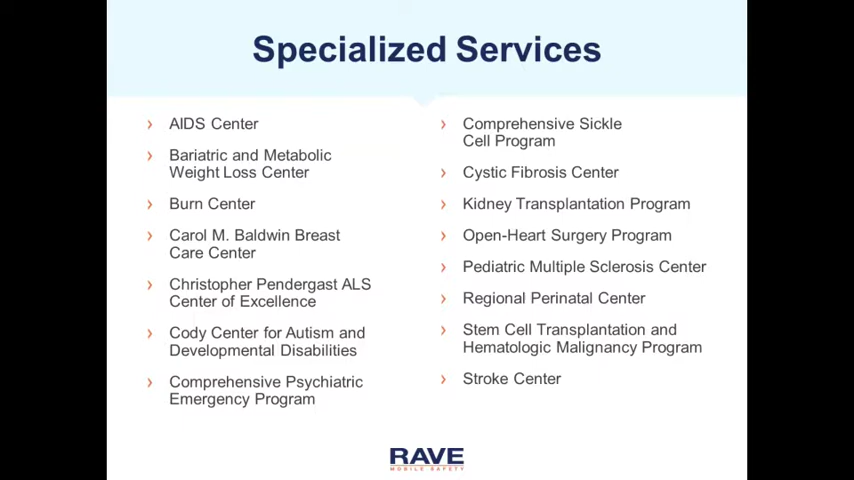 Specialized Services
› AIDS Center
› Bariatric and Metabolic
Weight Loss Center
› Burn Center
› Carol M. Baldwin Breast
Care Center
› Christopher Pendergast ALS
Center of Excellence
› Cody Center for Autism and
Developmental Disabilities
› Comprehensive Psychiatric
Emergency Program
› Comprehensive Sickle
Cell Program
› Cystic Fibrosis Center
› Kidney Transplantation Program
› Open-Heart Surgery Program
› Pediatric Multiple Sclerosis Center
› Regional Perinatal Center
› Stem Cell Transplantation and
Hematologic Malignancy Program
› Stroke Center
RAVE
MOBILE SAFETY